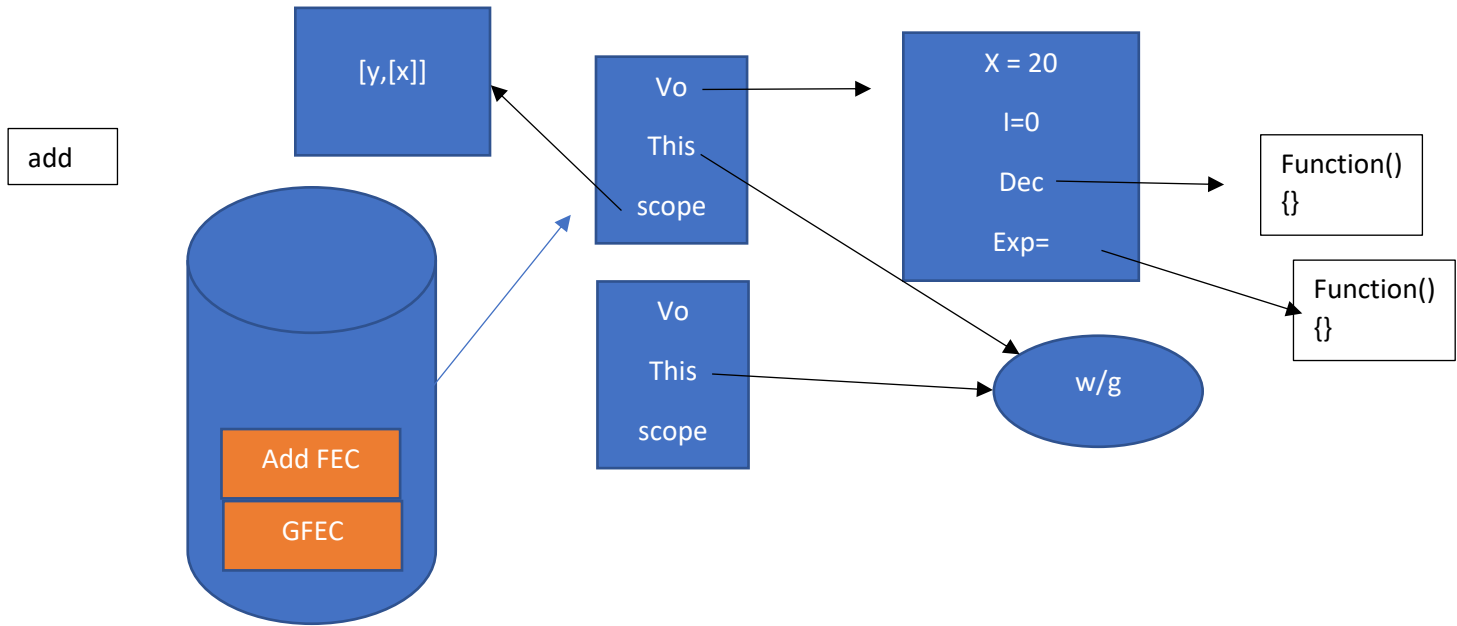 add
[y,[x]]
Vo
This
scope
X = 20
I=0
Dec
Exp=
Function()
{}
Function()
{}
Vo
This
scope
w/g
Add FEC
GFEC